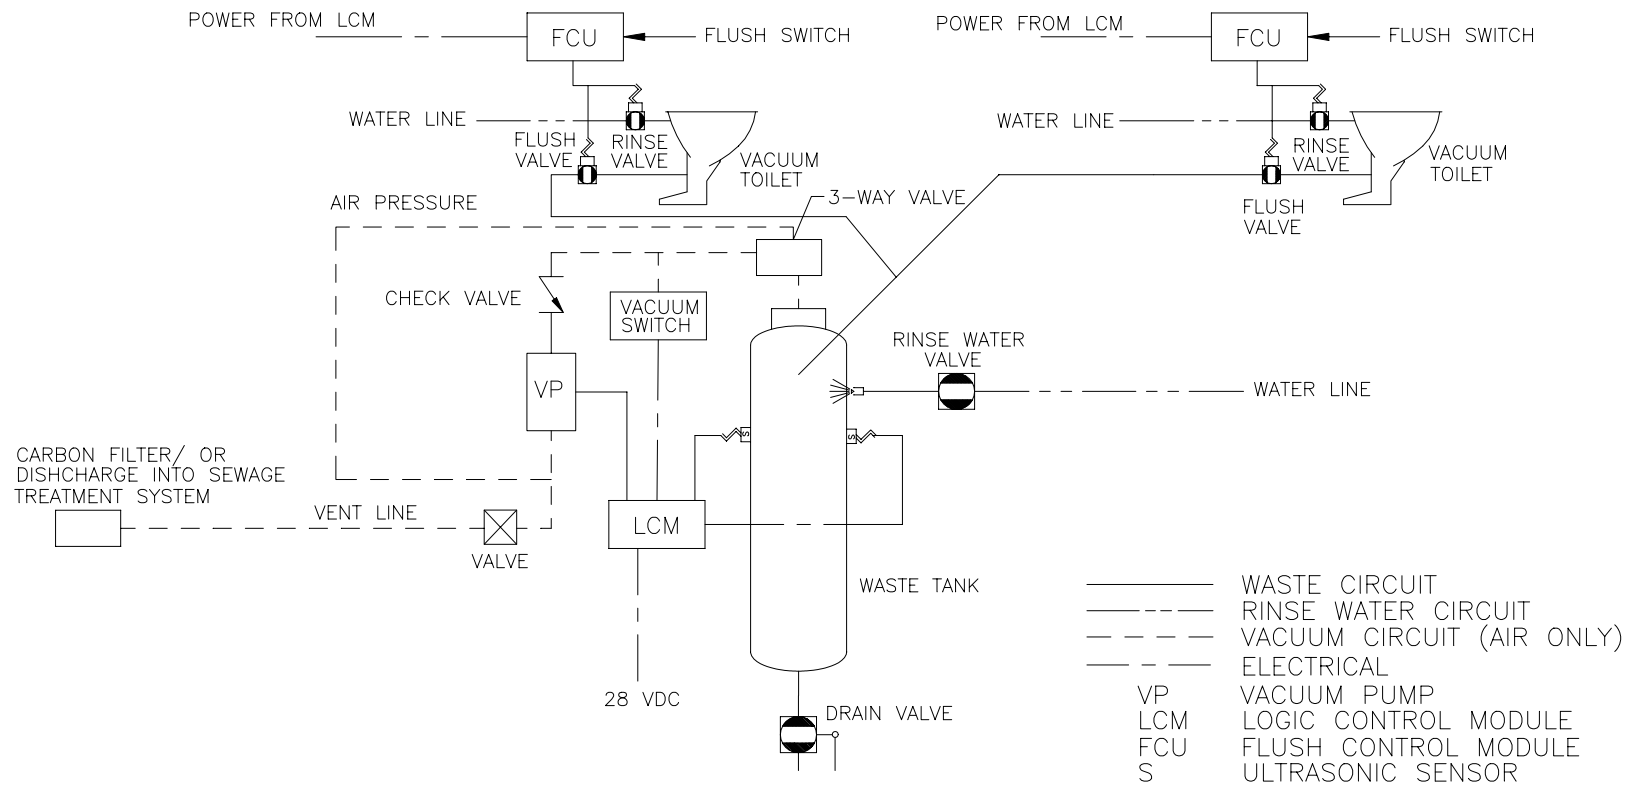 POWER FROM LCM
FCU
FLUSH SWITCH
POWER FROM LCM
FCU
FLUSH SWITCH
WATER LINE
FLUSH
VALVE
RINSE
VALVE
VACUUM
TOILET
WATER LINE
RINSE
VALVE
VACUUM
TOILET
FLUSH
VALVE
AIR PRESSURE
3-WAY VALVE
CHECK VALVE
VACUUM
SWITCH
RINSE WATER
VALVE
VP
WATER LINE
S
S
CARBON FILTER/ OR
DISHCHARGE INTO SEWAGE
TREATMENT SYSTEM
VENT LINE
VALVE
LCM
WASTE TANK
28 VDC
DRAIN VALVE
WASTE CIRCUIT
RINSE WATER CIRCUIT
VACUUM CIRCUIT (AIR ONLY)
ELECTRICAL
VP VACUUM PUMP
LCM LOGIC CONTROL MODULE
FCU FLUSH CONTROL MODULE
S ULTRASONIC SENSOR